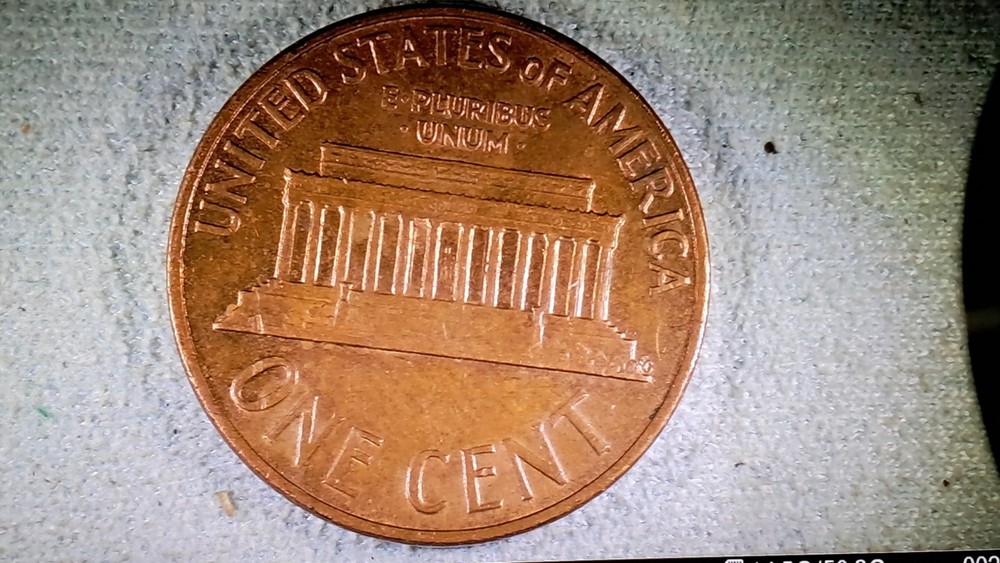 UNITED STATES OF AMERICA
E·PLURIBUS
·UNUM·
ONE CENT